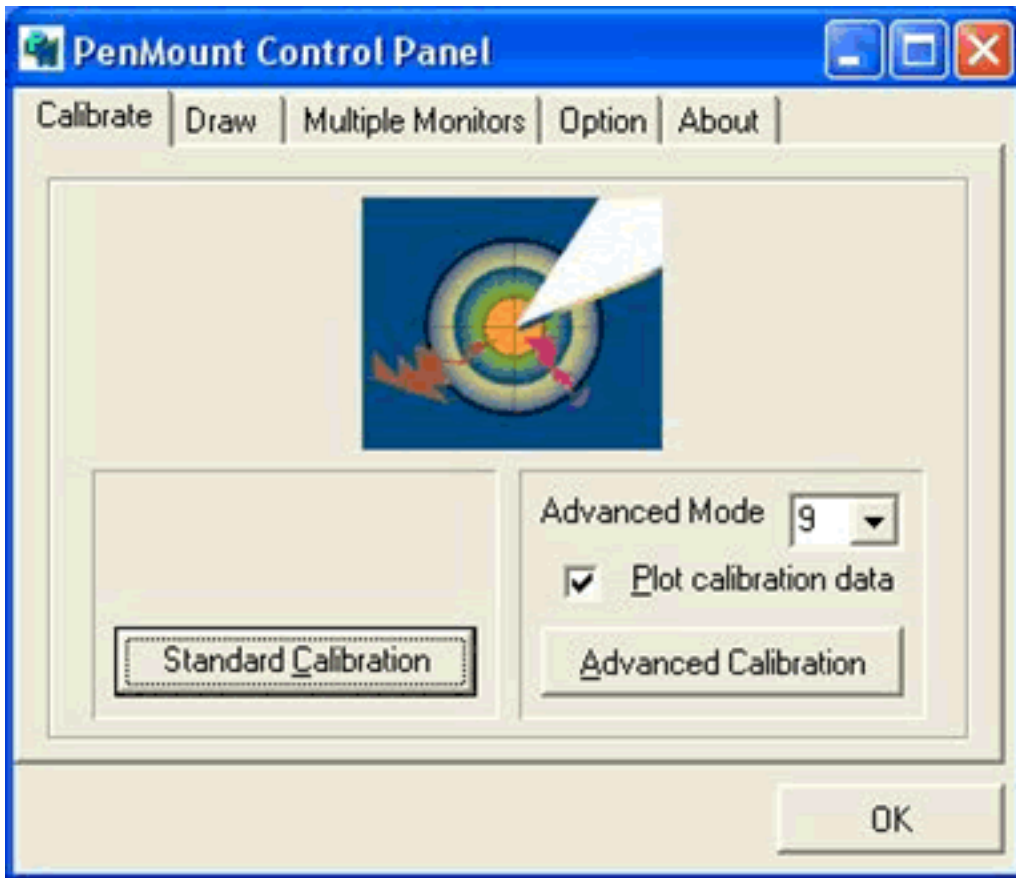 PenMount Control Panel
Calibrate Draw Multiple Monitors Option About
Advanced Mode 9
Plot calibration data
Standard Calibration Advanced Calibration
OK